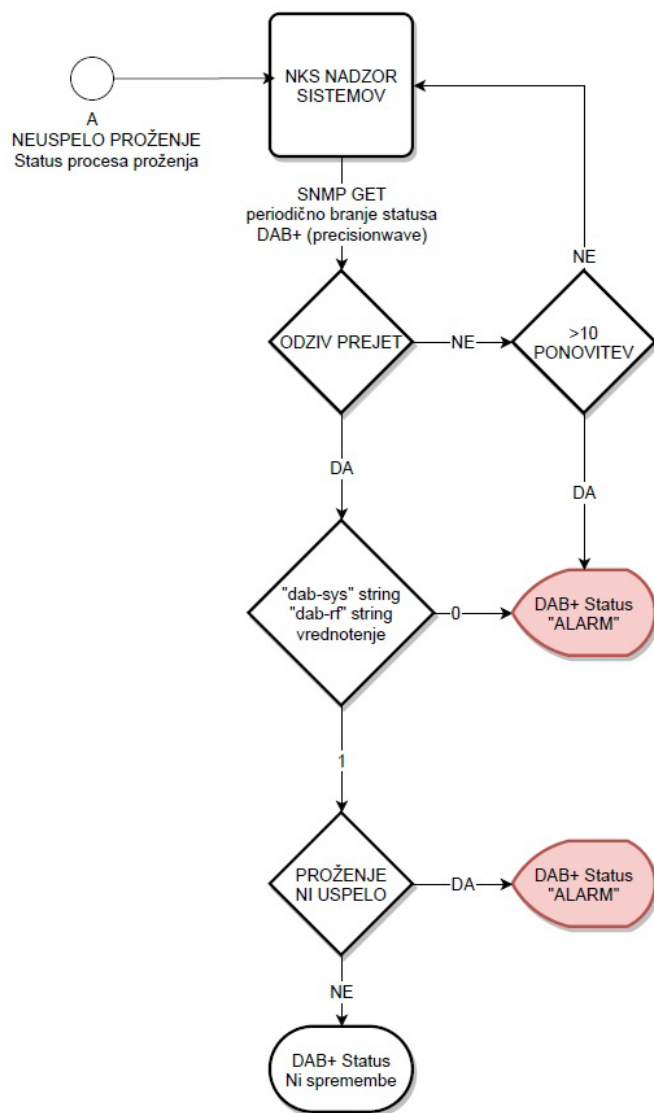 NKS NADZOR
SISTEMOV
A
NEUSPELO PROŽENJE
Status procesa proženja
SNMP GET
periodično branje statusa
DAB+ (precisionwave)
NE
ODZIV PREJET
NE
>10
PONOVITEV
DA
DA
"dab-sys" string
"dab-rf" string
vrednotenje
0
DAB+ Status
"ALARM"
1
PROŽENJE
NI USPELO
DA
DAB+ Status
"ALARM"
NE
DAB+ Status
Ni spremembe